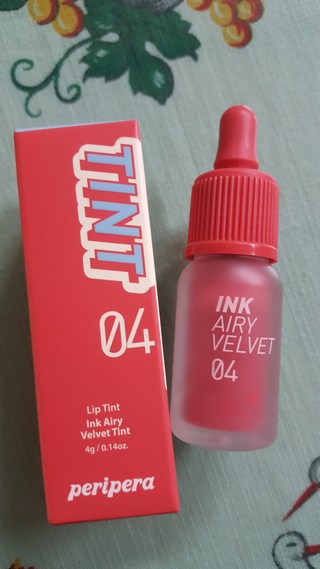 TINT
04
Lip Tint
Ink Airy
Velvet Tint
4g / 0.14oz.
peripera
INK
AIRY
VELVET
04